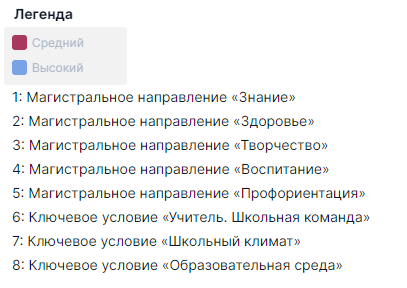 Легенда
Средний
Высокий
1: Магистральное направление «Знание»
2: Магистральное направление «Здоровье»
3: Магистральное направление «Творчество»
4: Магистральное направление «Воспитание»
5: Магистральное направление «Профориентация»
6: Ключевое условие «Учитель. Школьная команда»
7: Ключевое условие «Школьный климат»
8: Ключевое условие «Образовательная среда»